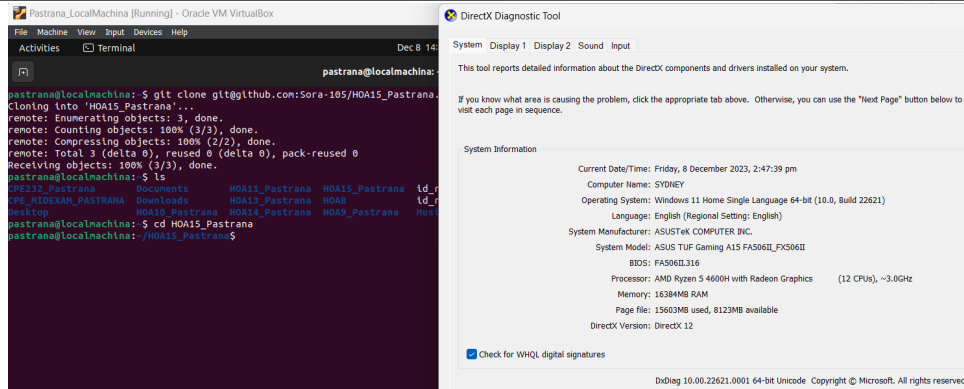 Pastrana_LocalMachina [Running] - Oracle VM VirtualBox
File Machine View Input Devices Help
Activities Terminal Dec 8 14:
pastrana@localmachina: ~
pastrana@localmachina:~$ git clone git@github.com:Sora-105/HOA15_Pastrana.
Cloning into 'HOA15_Pastrana'...
remote: Enumerating objects: 3, done.
remote: Counting objects: 100% (3/3), done.
remote: Compressing objects: 100% (2/2), done.
remote: Total 3 (delta 0), reused 0 (delta 0), pack-reused 0
Receiving objects: 100% (3/3), done.
pastrana@localmachina:~$ ls
CPE232_Pastrana Documents HOA11_Pastrana HOA15_Pastrana id_r
CPE_MIDEXAM_PASTRANA Downloads HOA13_Pastrana HOA8 id_r
Desktop HOA10_Pastrana HOA14_Pastrana HOA9_Pastrana Musi
pastrana@localmachina:~$ cd HOA15_Pastrana
pastrana@localmachina:~/HOA15_Pastrana$
DirectX Diagnostic Tool
System Display 1 Display 2 Sound Input
This tool reports detailed information about the DirectX components and drivers installed on your system.
If you know what area is causing the problem, click the appropriate tab above. Otherwise, you can use the "Next Page" button below to
visit each page in sequence.
System Information
Current Date/Time: Friday, 8 December 2023, 2:47:39 pm
Computer Name: SYDNEY
Operating System: Windows 11 Home Single Language 64-bit (10.0, Build 22621)
Language: English (Regional Setting: English)
System Manufacturer: ASUSTeK COMPUTER INC.
System Model: ASUS TUF Gaming A15 FA506II_FX506II
BIOS: FA506II.316
Processor: AMD Ryzen 5 4600H with Radeon Graphics (12 CPUs), ~3.0GHz
Memory: 16384MB RAM
Page file: 15603MB used, 8123MB available
DirectX Version: DirectX 12
Check for WHQL digital signatures
DxDiag 10.00.22621.0001 64-bit Unicode Copyright © Microsoft. All rights reserved